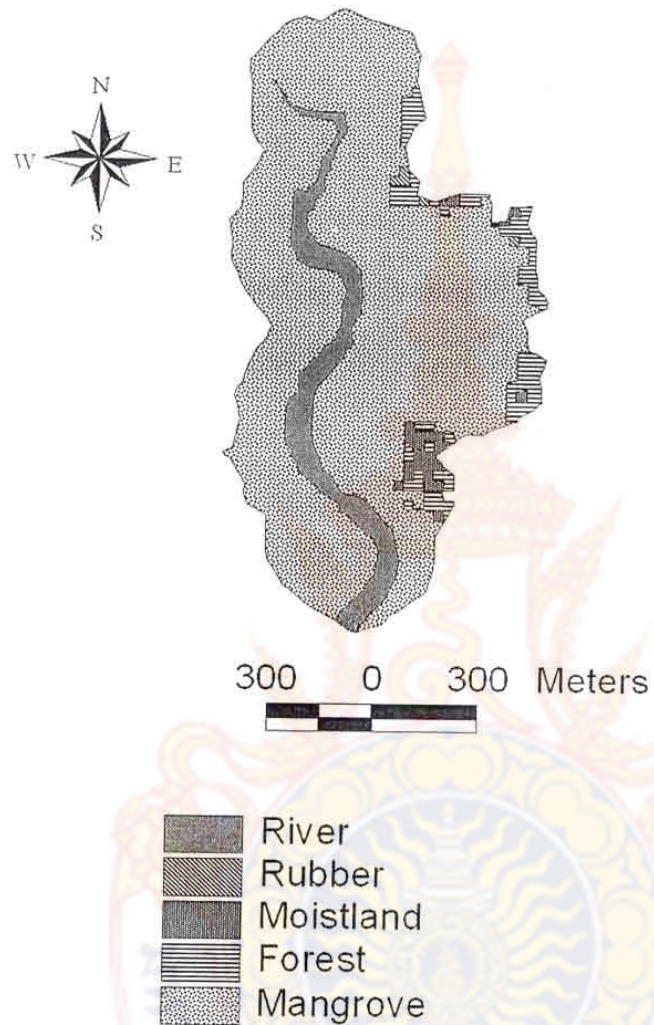 N
W E
S
300 0 300 Meters
River
Rubber
Moistland
Forest
Mangrove